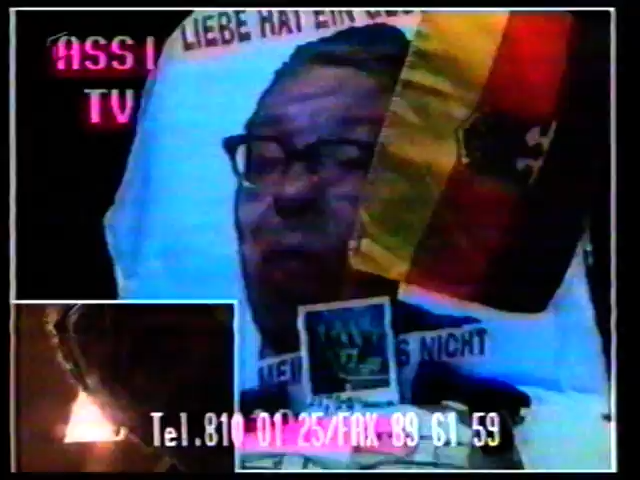 LIEBE HAT EIN
ASSI
TV
NICHT
Tel.810 01 25/FAX 89 61 59